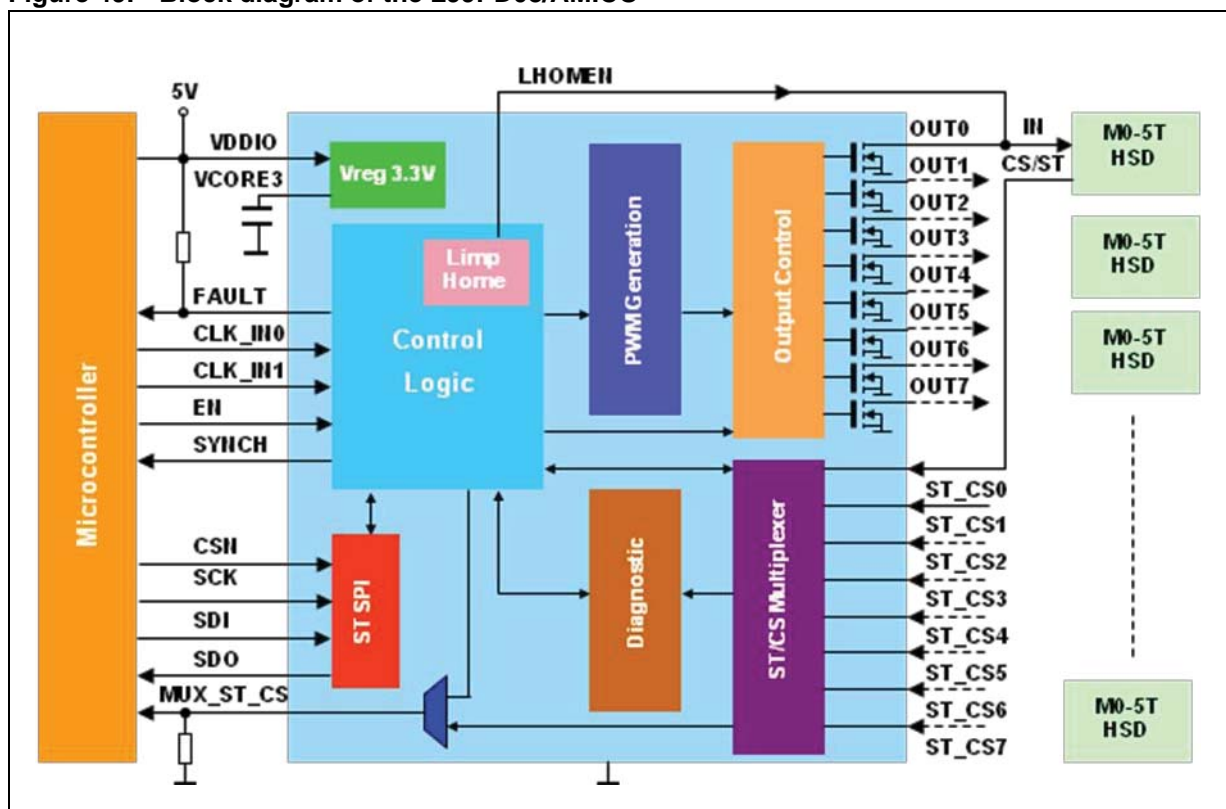 LHOMEN
5V
VDDIO
VCORE3
FAULT
CLK_IN0
CLK_IN1
EN
SYNCH
CSN
SCK
SDI
SDO
MUX_ST_CS
Microcontroller
Vreg 3.3V
Limp
Home
Control
Logic
ST SPI
PWM Generation
Diagnostic
Output Control
ST/CS Multiplexer
OUT0
OUT1
OUT2
OUT3
OUT4
OUT5
OUT6
OUT7
IN
CS/ST
ST_CS0
ST_CS1
ST_CS2
ST_CS3
ST_CS4
ST_CS5
ST_CS6
ST_CS7
M0-5T
HSD
M0-5T
HSD
M0-5T
HSD
M0-5T
HSD